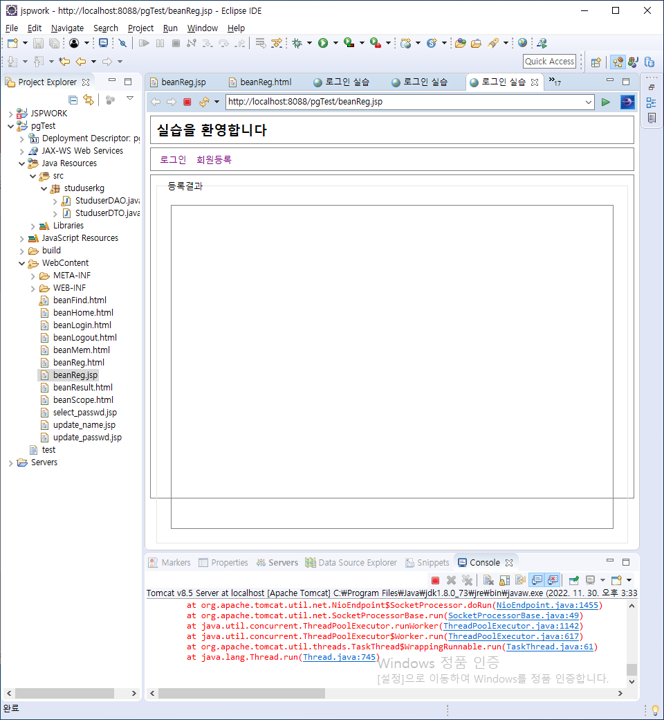 jspwork - http://localhost:8088/pgTest/beanReg.jsp - Eclipse IDE
File Edit Navigate Search Project Run Window Help
Quick Access
Project Explorer
JSPWORK
pgTest
Deployment Descriptor: pg
JAX-WS Web Services
Java Resources
src
studuserkg
StuduserDAO.java
StuduserDTO.java
Libraries
JavaScript Resources
build
WebContent
META-INF
WEB-INF
beanFind.html
beanHome.html
beanLogin.html
beanLogout.html
beanMem.html
beanReg.html
beanReg.jsp
beanResult.html
beanScope.html
select_passwd.jsp
update_name.jsp
update_passwd.jsp
test
Servers
beanReg.jsp beanReg.html 로그인 실습 로그인 실습 로그인 실습 »17
http://localhost:8088/pgTest/beanReg.jsp
실습을 환영합니다
로그인 회원등록
등록결과
Markers Properties Servers Data Source Explorer Snippets Console
Tomcat v8.5 Server at localhost [Apache Tomcat] C:₩Program Files₩Java₩jdk1.8.0_73₩jre₩bin₩javaw.exe (2022. 11. 30. 오후 3:33
at org.apache.tomcat.util.net.NioEndpoint$SocketProcessor.doRun(NioEndpoint.java:1455)
at org.apache.tomcat.util.net.SocketProcessorBase.run(SocketProcessorBase.java:49)
at java.util.concurrent.ThreadPoolExecutor.runWorker(ThreadPoolExecutor.java:1142)
at java.util.concurrent.ThreadPoolExecutor$Worker.run(ThreadPoolExecutor.java:617)
at org.apache.tomcat.util.threads.TaskThread$WrappingRunnable.run(TaskThread.java:61)
at java.lang.Thread.run(Thread.java:745)
Windows 정품 인증
[설정]으로 이동하여 Windows를 정품 인증합니다.
완료